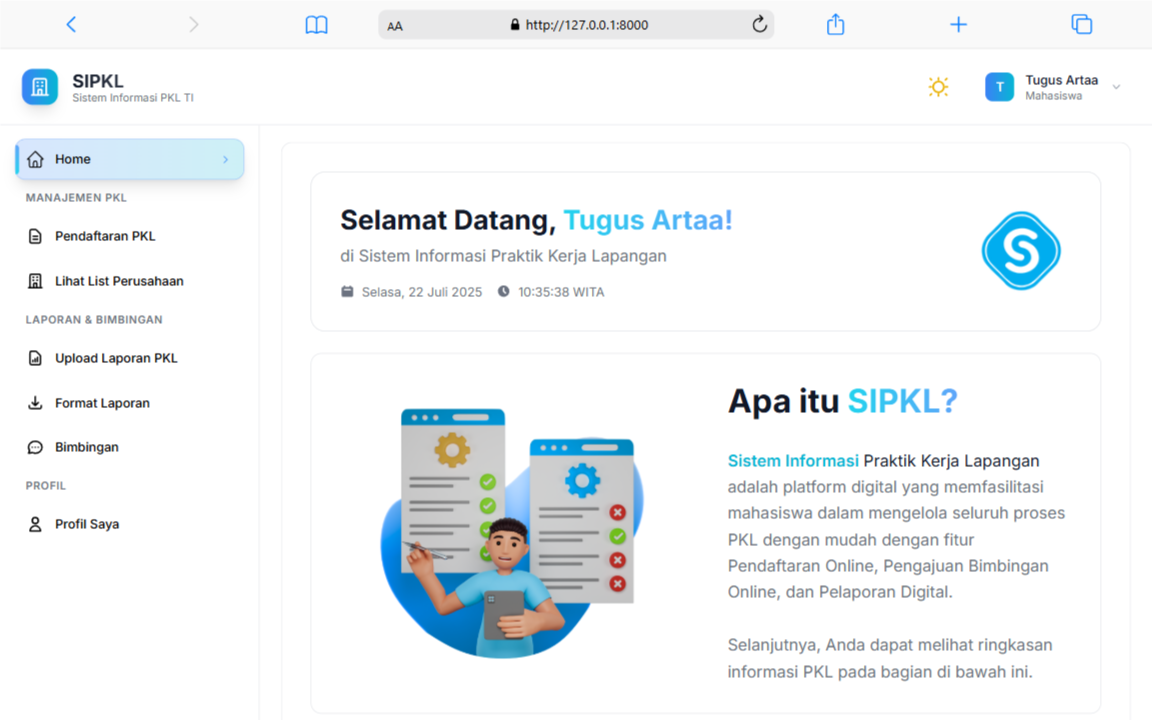 AA
http://127.0.0.1:8000
SIPKL
Sistem Informasi PKL TI
T
Tugus Artaa
Mahasiswa
Home
MANAJEMEN PKL
Pendaftaran PKL
Lihat List Perusahaan
LAPORAN & BIMBINGAN
Upload Laporan PKL
Format Laporan
Bimbingan
PROFIL
Profil Saya
Selamat Datang, Tugus Artaa!
di Sistem Informasi Praktik Kerja Lapangan
Selasa, 22 Juli 2025 10:35:38 WITA
S
Apa itu SIPKL?
Sistem Informasi Praktik Kerja Lapangan
adalah platform digital yang memfasilitasi
mahasiswa dalam mengelola seluruh proses
PKL dengan mudah dengan fitur
Pendaftaran Online, Pengajuan Bimbingan
Online, dan Pelaporan Digital.
Selanjutnya, Anda dapat melihat ringkasan
informasi PKL pada bagian di bawah ini.